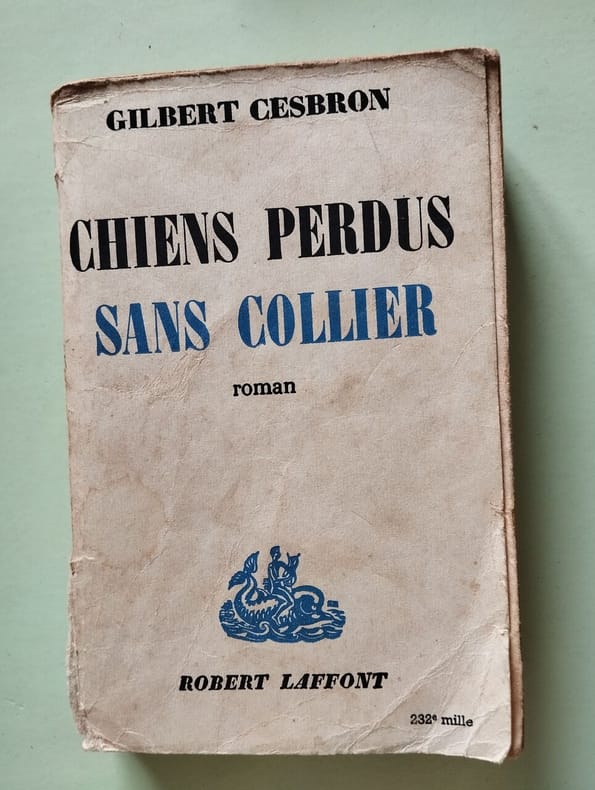 GILBERT CESBRON
CHIENS PERDUS
SANS COLLIER
roman
ROBERT LAFFONT
232e mille